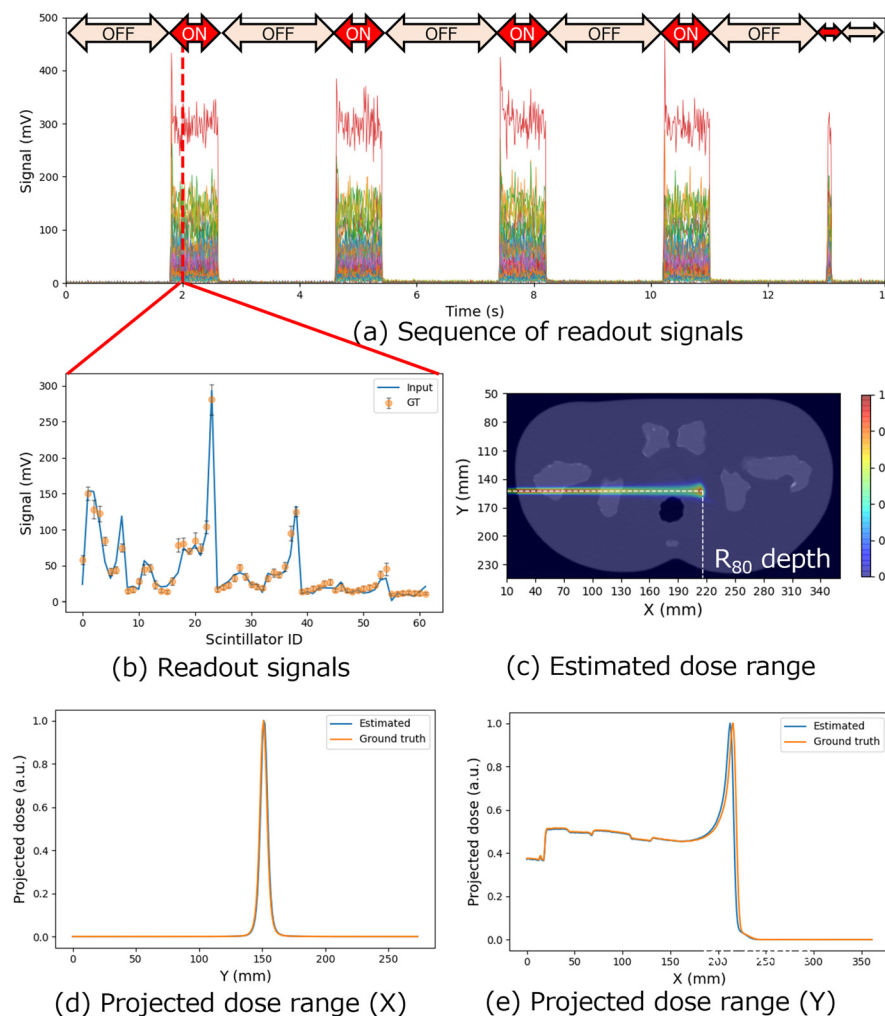 OFF ON OFF ON OFF ON OFF ON OFF
500
400
300
200
100
0
Signal (mV)
0 2 4 6 8 10 12
Time (s)
(a) Sequence of readout signals
300
250
200
150
100
50
0
Signal (mV)
Input
GT
0 10 20 30 40 50 60
Scintillator ID
(b) Readout signals
50
80
110
140
170
200
230
Y (mm)
R80 depth
10 40 70 100 130 160 190 220 250 280 310 340
X (mm)
(c) Estimated dose range
1.0
0.8
0.6
0.4
0.2
0.0
Projected dose (a.u.)
Estimated
Ground truth
0 50 100 150 200 250
Y (mm)
(d) Projected dose range (X)
1.0
0.8
0.6
0.4
0.2
0.0
Projected dose (a.u.)
Estimated
Ground truth
0 50 100 150 200 250 300 350
X (mm)
(e) Projected dose range (Y)